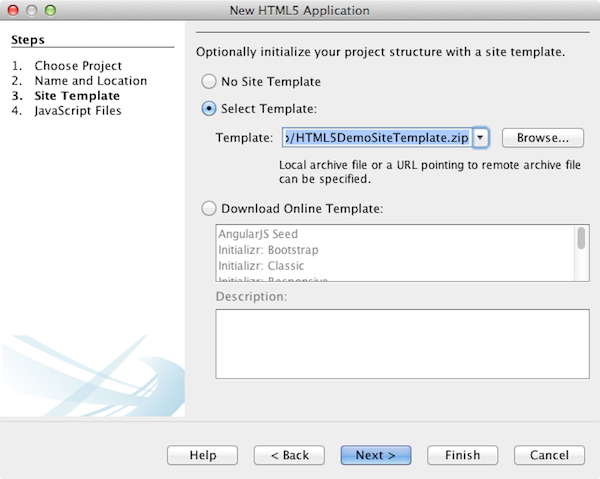 New HTML5 Application
Steps
1. Choose Project
2. Name and Location
3. Site Template
4. JavaScript Files
Optionally initialize your project structure with a site template.
No Site Template
Select Template:
Template: /HTML5DemoSiteTemplate.zip Browse...
Local archive file or a URL pointing to remote archive file
can be specified.
Download Online Template:
AngularJS Seed
Initializr: Bootstrap
Initializr: Classic
Initializr: Responsive
Description:
Help < Back Next > Finish Cancel